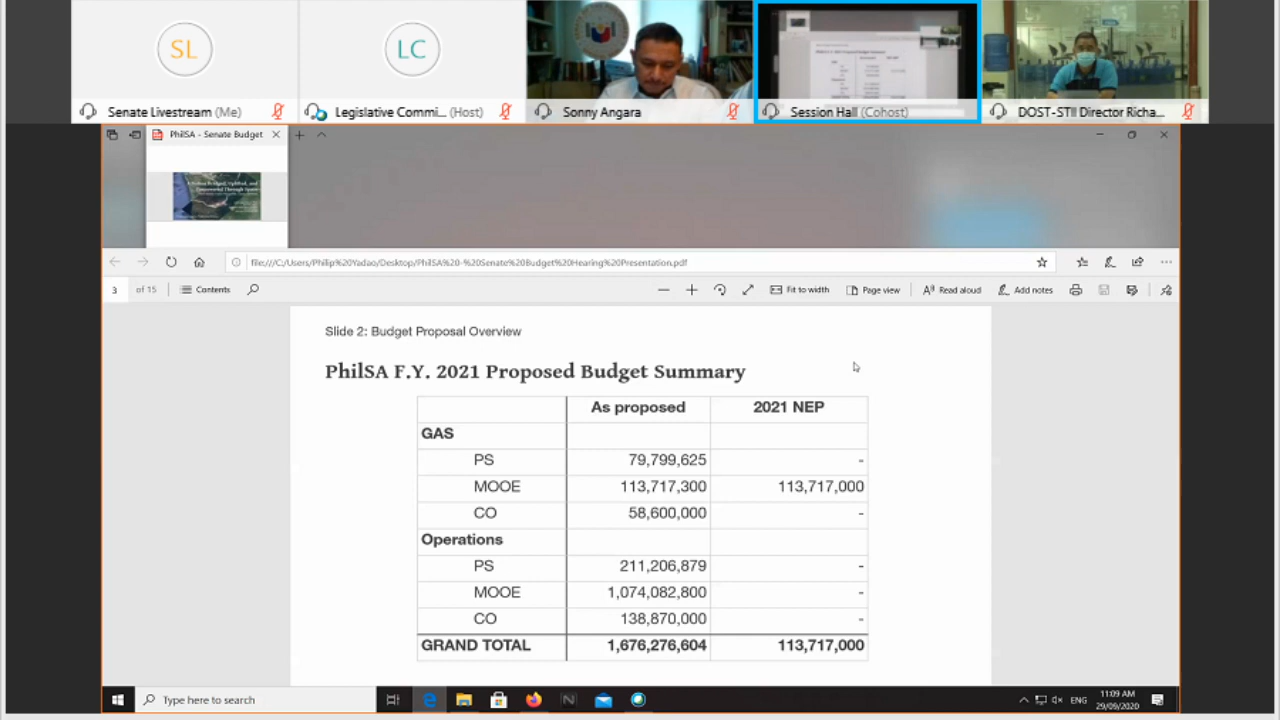 SL
LC
Senate Livestream (Me)
Legislative Commi... (Host)
Sonny Angara
Session Hall (Cohost)
DOST-STII Director Richa...
PhilSA - Senate Budget
file:///C:/Users/Philip%20Yadao/Desktop/PhilSA%20-%20Senate%20Budget%20Hearing%20Presentation.pdf
3 of 15 Contents Fit to width Page view Read aloud Add notes
Slide 2: Budget Proposal Overview
PhilSA F.Y. 2021 Proposed Budget Summary
As proposed 2021 NEP
GAS
PS 79,799,625 -
MOOE 113,717,300 113,717,000
CO 58,600,000 -
Operations
PS 211,206,879 -
MOOE 1,074,082,800 -
CO 138,870,000 -
GRAND TOTAL 1,676,276,604 113,717,000
Type here to search
ENG
11:09 AM
29/09/2020